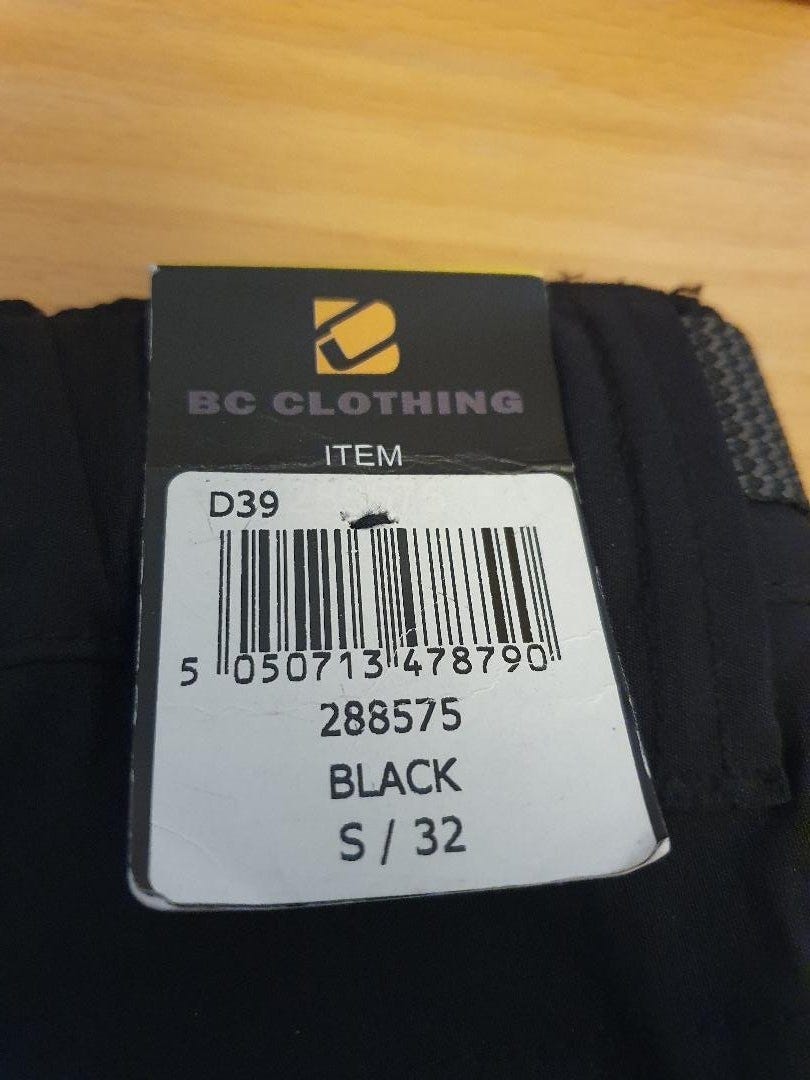 BC CLOTHING
ITEM
D39
5 050713 478790
288575
BLACK
S / 32